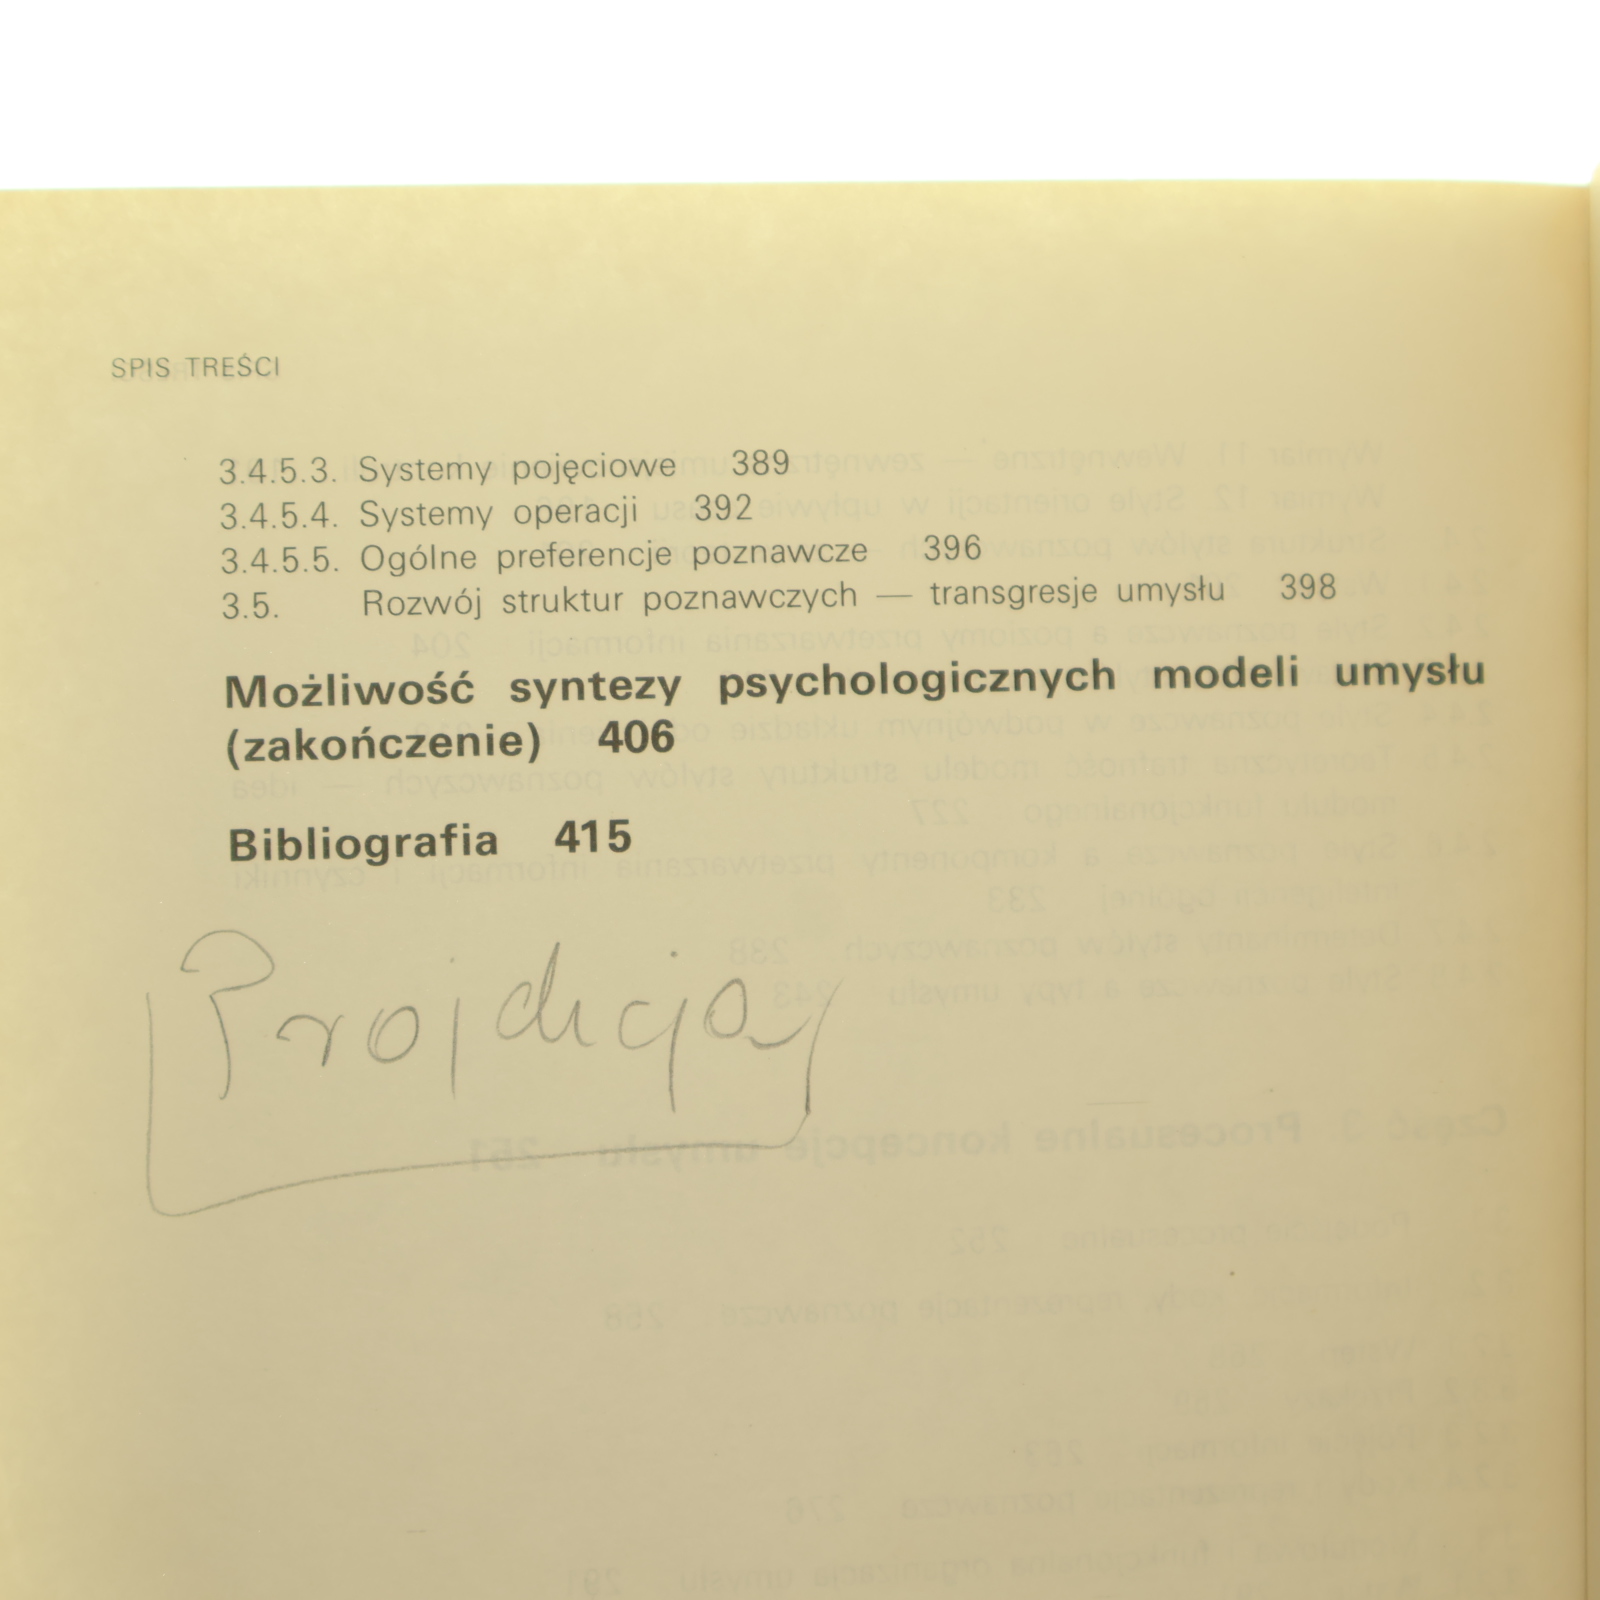 SPIS TREŚCI
3.4.5.3. Systemy pojęciowe 389
3.4.5.4. Systemy operacji 392
3.4.5.5. Ogólne preferencje poznawcze 396
3.5. Rozwój struktur poznawczych — transgresje umysłu 398
Możliwość syntezy psychologicznych modeli umysłu
(zakończenie) 406
Bibliografia 415